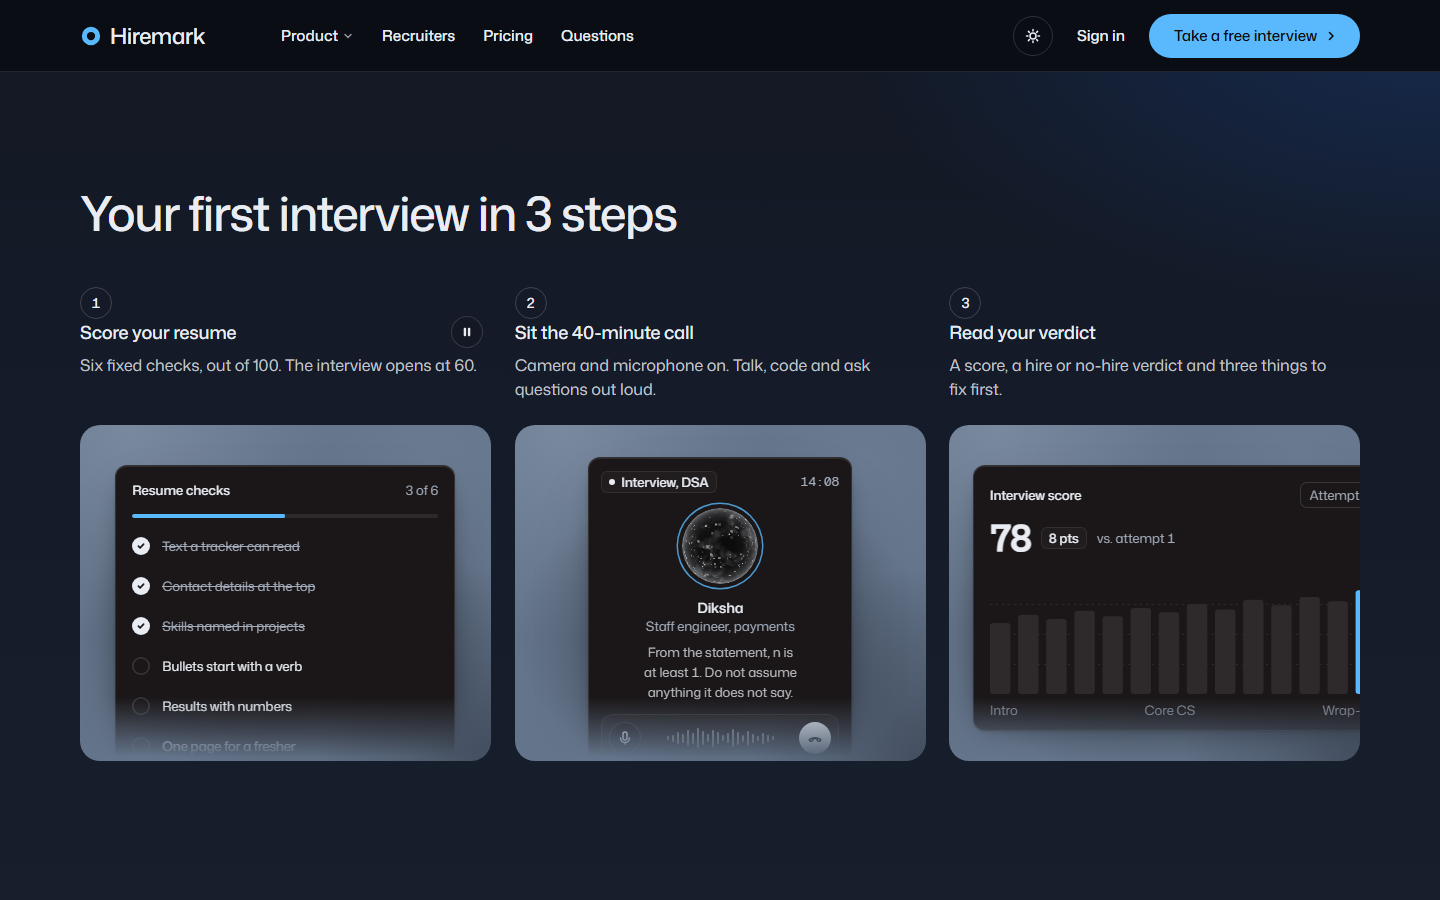 Hiremark
Product
Recruiters
Pricing
Questions
Sign in
Take a free interview
Your first interview in 3 steps
1
Score your resume
Six fixed checks, out of 100. The interview opens at 60.
2
Sit the 40-minute call
Camera and microphone on. Talk, code and ask
questions out loud.
3
Read your verdict
A score, a hire or no-hire verdict and three things to
fix first.
Resume checks
3 of 6
Text a tracker can read
Contact details at the top
Skills named in projects
Bullets start with a verb
Results with numbers
One page for a fresher
Interview, DSA
14:08
Diksha
Staff engineer, payments
From the statement, n is
at least 1. Do not assume
anything it does not say.
Interview score
Attempt
78
8 pts
vs. attempt 1
Intro
Core CS
Wrap-